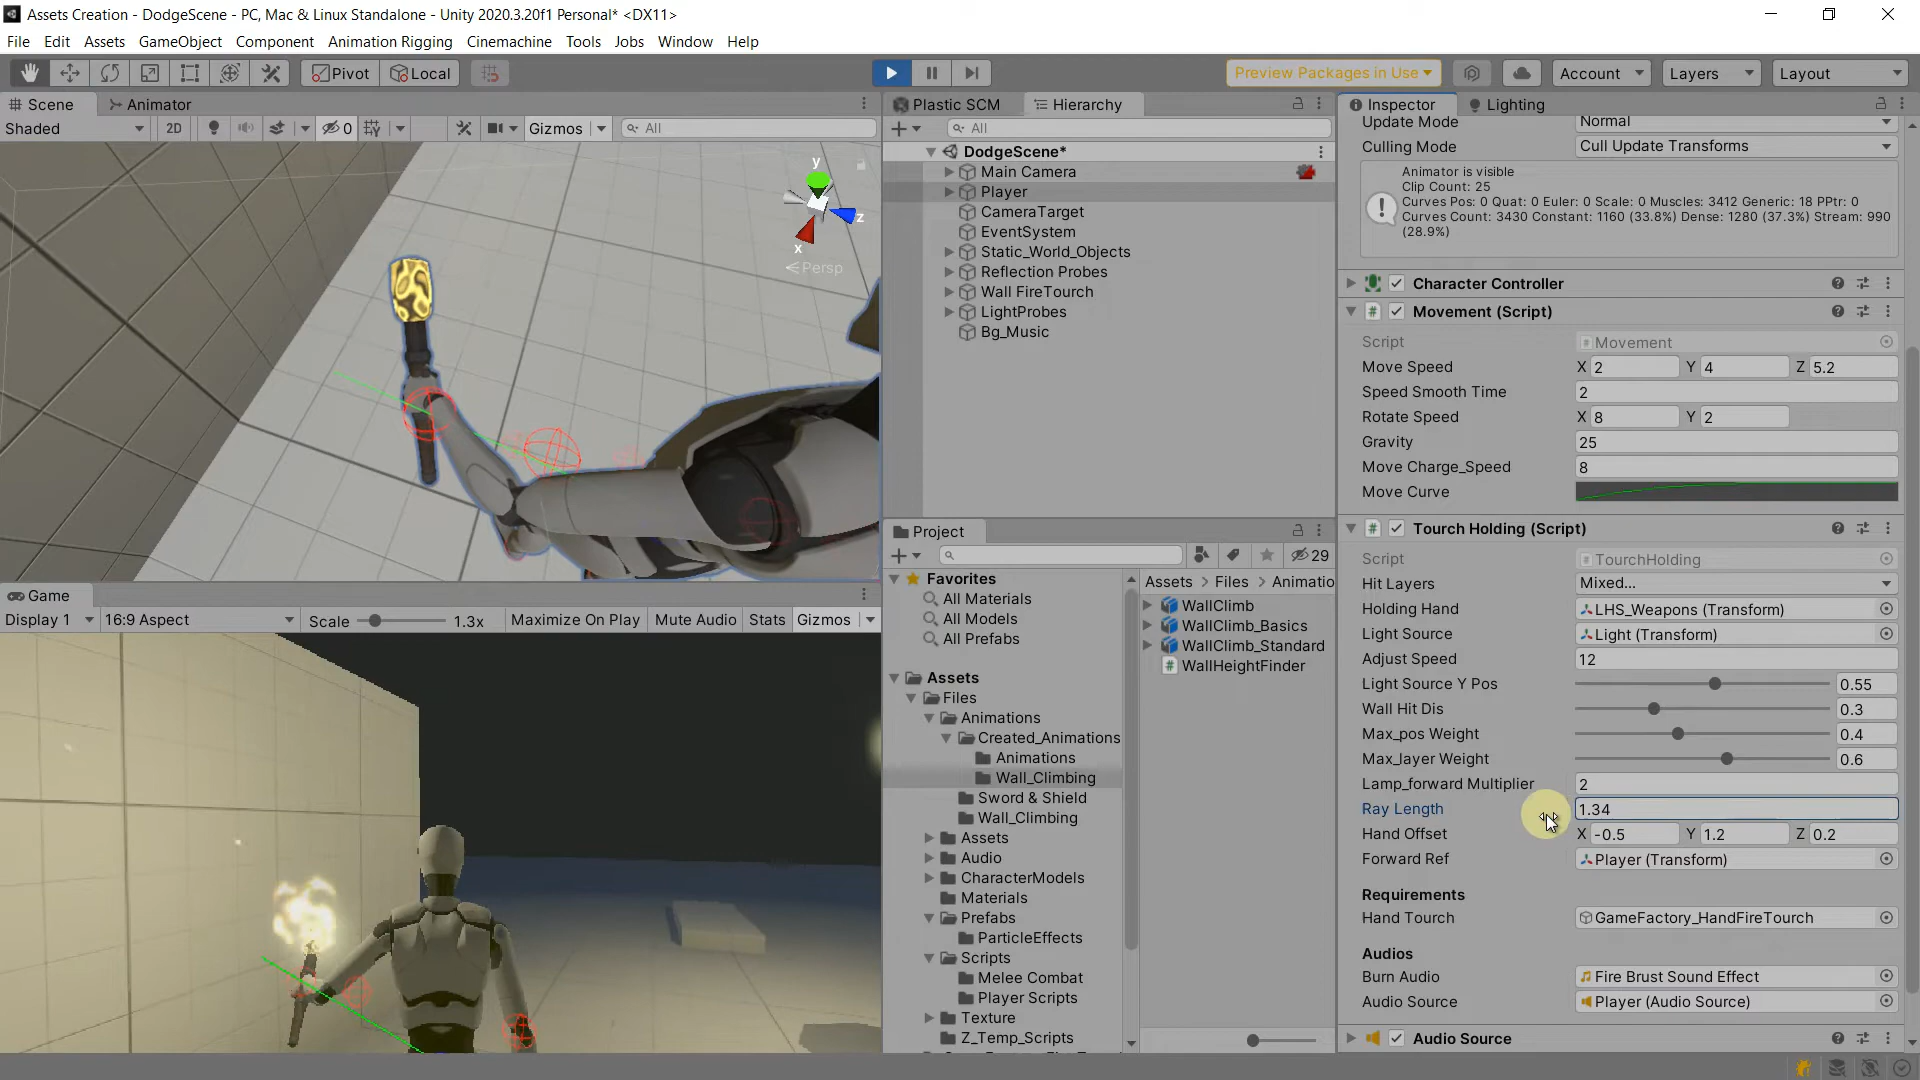 Assets Creation - DodgeScene - PC, Mac & Linux Standalone - Unity 2020.3.20f1 Personal* <DX11>
File Edit Assets GameObject Component Animation Rigging Cinemachine Tools Jobs Window Help
Pivot Local Preview Packages in Use Account Layers Layout
Scene Animator
Shaded 2D 0 Gizmos All
y
z
x
Persp
Game
Display 1 16:9 Aspect Scale 1.3x Maximize On Play Mute Audio Stats Gizmos
Plastic SCM Hierarchy
All
DodgeScene*
Main Camera
Player
CameraTarget
EventSystem
Static_World_Objects
Reflection Probes
Wall FireTourch
LightProbes
Bg_Music
Project
29
Favorites
All Materials
All Models
All Prefabs
Assets
Files
Animations
Created_Animations
Animations
Wall_Climbing
Sword & Shield
Wall_Climbing
Assets
Audio
CharacterModels
Materials
Prefabs
ParticleEffects
Scripts
Melee Combat
Player Scripts
Texture
Z_Temp_Scripts
Assets > Files > Animatio
WallClimb
WallClimb_Basics
WallClimb_Standard
WallHeightFinder
Inspector Lighting
Update Mode Normal
Culling Mode Cull Update Transforms
Animator is visible
Clip Count: 25
Curves Pos: 0 Quat: 0 Euler: 0 Scale: 0 Muscles: 3412 Generic: 18 PPtr: 0
Curves Count: 3430 Constant: 1160 (33.8%) Dense: 1280 (37.3%) Stream: 990
(28.9%)
Character Controller
Movement (Script)
Script Movement
Move Speed X 2 Y 4 Z 5.2
Speed Smooth Time 2
Rotate Speed X 8 Y 2
Gravity 25
Move Charge_Speed 8
Move Curve
Tourch Holding (Script)
Script TourchHolding
Hit Layers Mixed...
Holding Hand LHS_Weapons (Transform)
Light Source Light (Transform)
Adjust Speed 12
Light Source Y Pos 0.55
Wall Hit Dis 0.3
Max_pos Weight 0.4
Max_layer Weight 0.6
Lamp_forward Multiplier 2
Ray Length 1.34
Hand Offset X -0.5 Y 1.2 Z 0.2
Forward Ref Player (Transform)
Requirements
Hand Tourch GameFactory_HandFireTourch
Audios
Burn Audio Fire Brust Sound Effect
Audio Source Player (Audio Source)
Audio Source